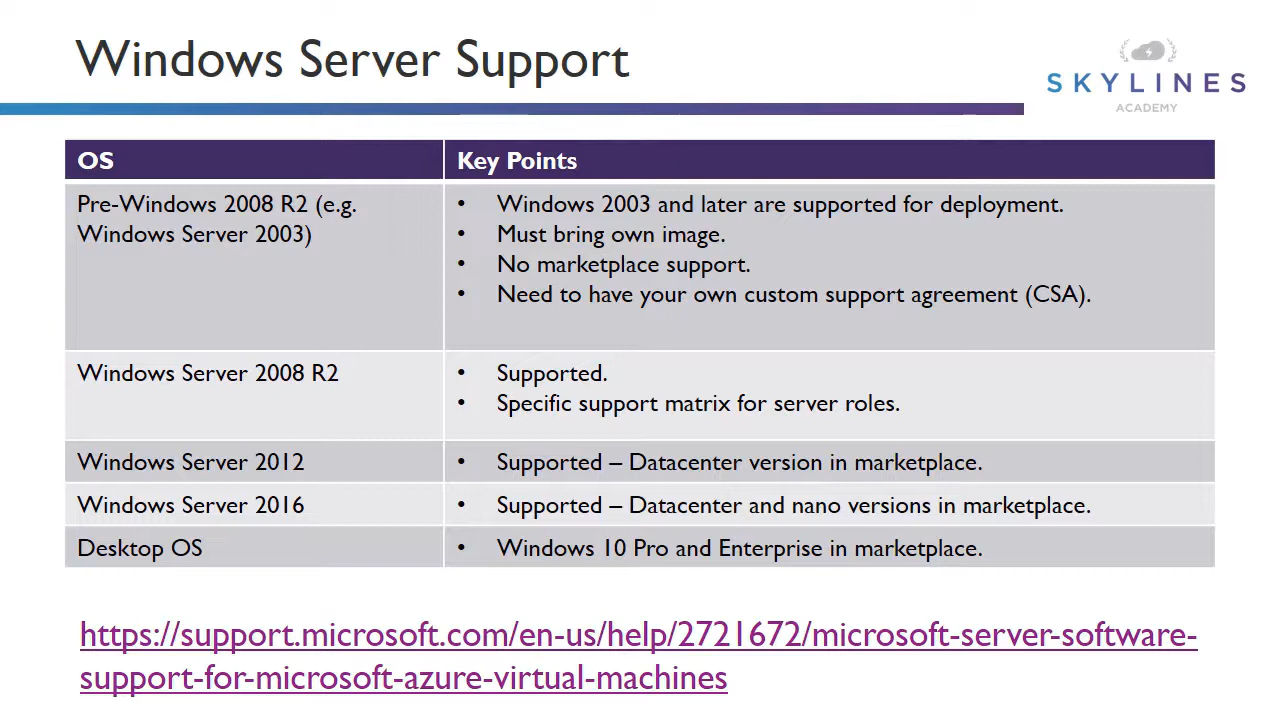 Windows Server Support
SKYLINES
ACADEMY
OS
Key Points
Pre-Windows 2008 R2 (e.g.
Windows Server 2003)
• Windows 2003 and later are supported for deployment.
• Must bring own image.
• No marketplace support.
• Need to have your own custom support agreement (CSA).
Windows Server 2008 R2
• Supported.
• Specific support matrix for server roles.
Windows Server 2012
• Supported – Datacenter version in marketplace.
Windows Server 2016
• Supported – Datacenter and nano versions in marketplace.
Desktop OS
• Windows 10 Pro and Enterprise in marketplace.
https://support.microsoft.com/en-us/help/2721672/microsoft-server-software-
support-for-microsoft-azure-virtual-machines